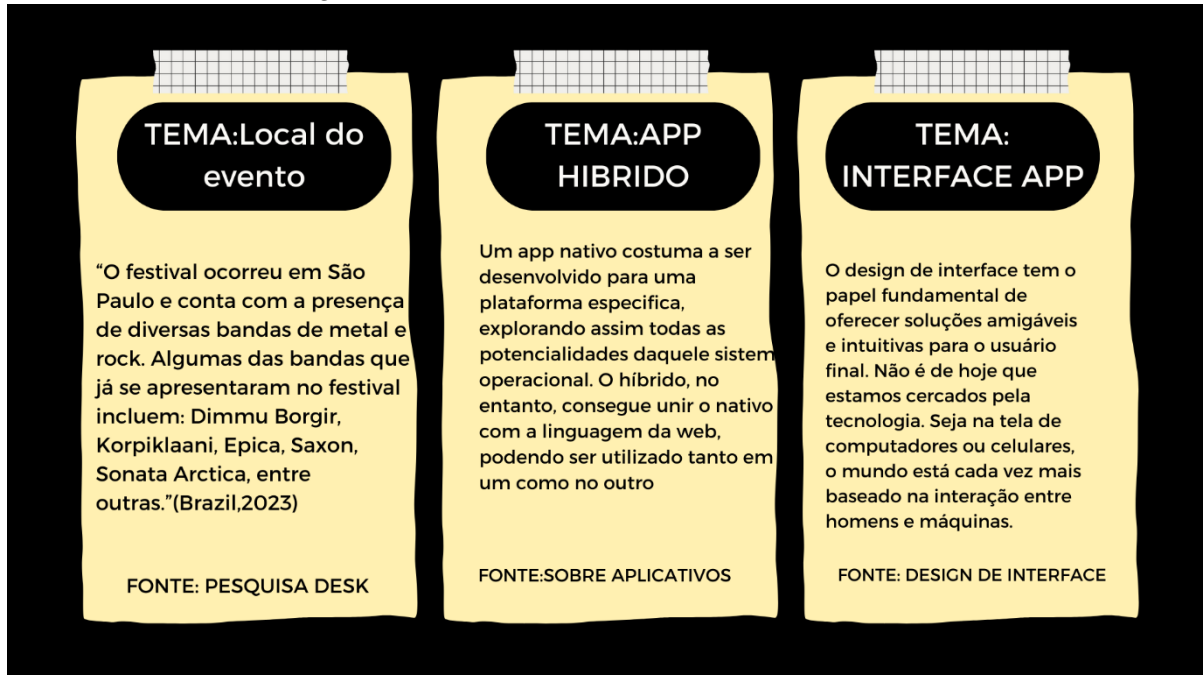 TEMA:Local do
evento
“O festival ocorreu em São
Paulo e conta com a presença
de diversas bandas de metal e
rock. Algumas das bandas que
já se apresentaram no festival
incluem: Dimmu Borgir,
Korpiklaani, Epica, Saxon,
Sonata Arctica, entre
outras.”(Brazil,2023)
FONTE: PESQUISA DESK
TEMA:APP
HIBRIDO
Um app nativo costuma a ser
desenvolvido para uma
plataforma especifica,
explorando assim todas as
potencialidades daquele sistem
operacional. O híbrido, no
entanto, consegue unir o nativo
com a linguagem da web,
podendo ser utilizado tanto em
um como no outro
FONTE:SOBRE APLICATIVOS
TEMA:
INTERFACE APP
O design de interface tem o
papel fundamental de
oferecer soluções amigáveis
e intuitivas para o usuário
final. Não é de hoje que
estamos cercados pela
tecnologia. Seja na tela de
computadores ou celulares,
o mundo está cada vez mais
baseado na interação entre
homens e máquinas.
FONTE: DESIGN DE INTERFACE